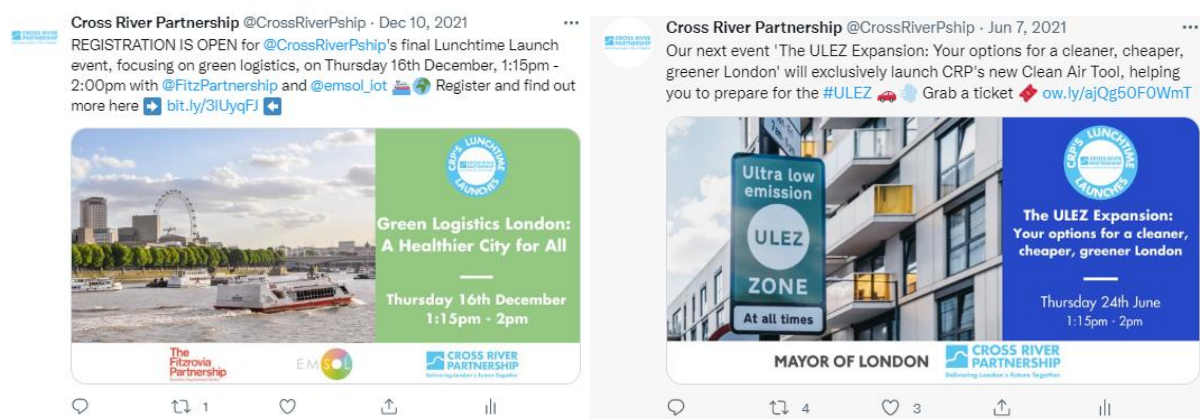 Cross River Partnership @CrossRiverPship · Dec 10, 2021
REGISTRATION IS OPEN for @CrossRiverPship's final Lunchtime Launch
event, focusing on green logistics, on Thursday 16th December, 1:15pm -
2:00pm with @FitzPartnership and @emsol_iot 🚢🌍 Register and find out
more here ➡️ bit.ly/3lUyqFJ ⬅️
CRP'S LUNCHTIME
CROSS RIVER
PARTNERSHIP
LAUNCHES
Green Logistics London:
A Healthier City for All
Thursday 16th December
1:15pm - 2pm
The
Fitzrovia
Partnership
EMSOL
CROSS RIVER
PARTNERSHIP
Delivering London's Future Together
1
Cross River Partnership @CrossRiverPship · Jun 7, 2021
Our next event 'The ULEZ Expansion: Your options for a cleaner, cheaper,
greener London' will exclusively launch CRP's new Clean Air Tool, helping
you to prepare for the #ULEZ 🚗💨 Grab a ticket 🎟️ ow.ly/ajQg50F0WmT
Ultra low
emission
ULEZ
ZONE
At all times
CRP'S LUNCHTIME
CROSS RIVER
PARTNERSHIP
LAUNCHES
The ULEZ Expansion:
Your options for a cleaner,
cheaper, greener London
Thursday 24th June
1:15pm - 2pm
MAYOR OF LONDON
CROSS RIVER
PARTNERSHIP
Delivering London's Future Together
4
3